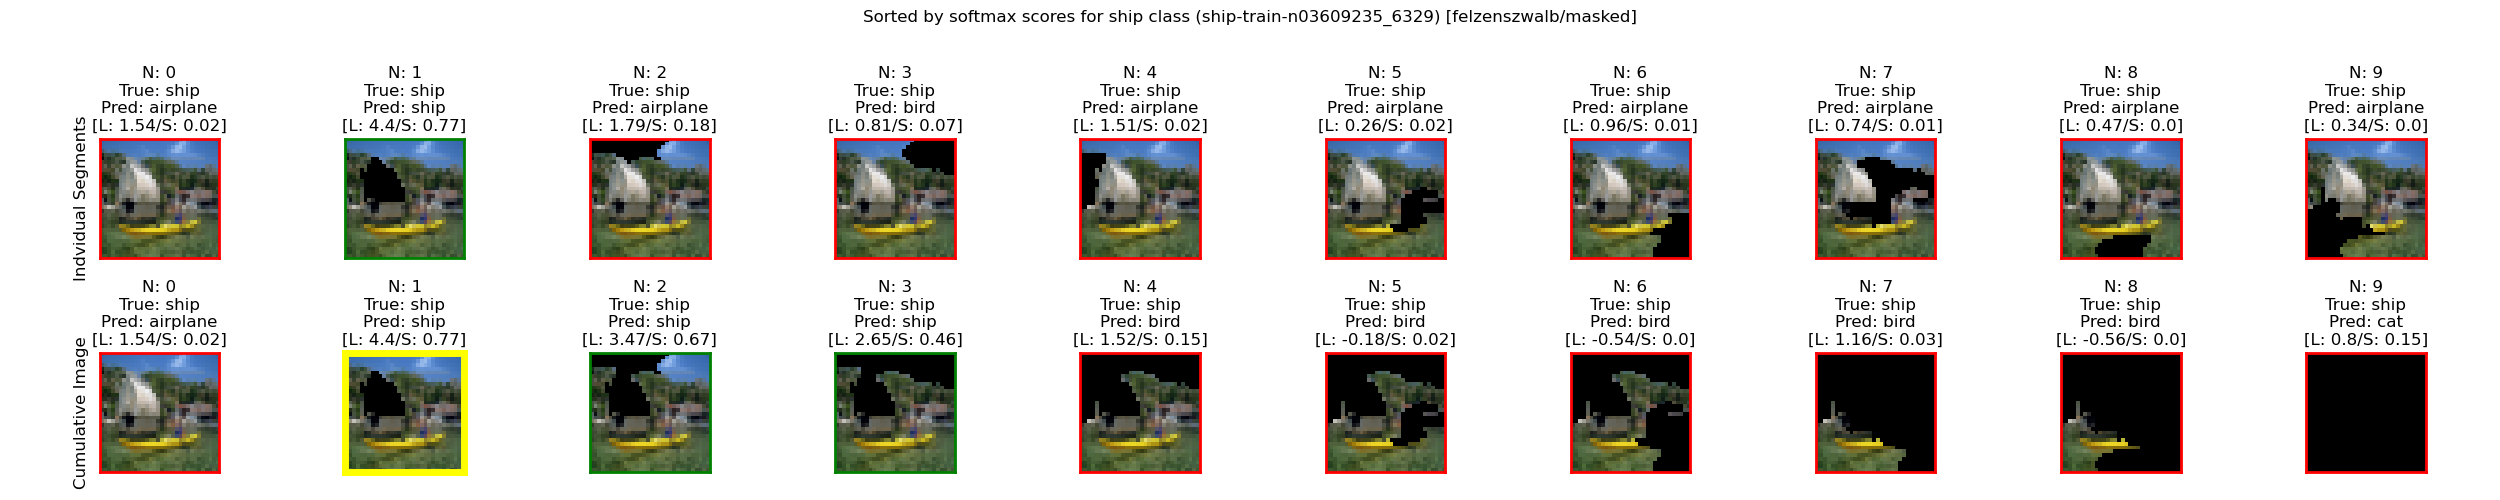 Sorted by softmax scores for ship class (ship-train-n03609235_6329) [felzenszwalb/masked]
Indvidual Segments
N: 0
True: ship
Pred: airplane
[L: 1.54/S: 0.02]
N: 1
True: ship
Pred: ship
[L: 4.4/S: 0.77]
N: 2
True: ship
Pred: airplane
[L: 1.79/S: 0.18]
N: 3
True: ship
Pred: bird
[L: 0.81/S: 0.07]
N: 4
True: ship
Pred: airplane
[L: 1.51/S: 0.02]
N: 5
True: ship
Pred: airplane
[L: 0.26/S: 0.02]
N: 6
True: ship
Pred: airplane
[L: 0.96/S: 0.01]
N: 7
True: ship
Pred: airplane
[L: 0.74/S: 0.01]
N: 8
True: ship
Pred: airplane
[L: 0.47/S: 0.0]
N: 9
True: ship
Pred: airplane
[L: 0.34/S: 0.0]
Cumulative Image
N: 0
True: ship
Pred: airplane
[L: 1.54/S: 0.02]
N: 1
True: ship
Pred: ship
[L: 4.4/S: 0.77]
N: 2
True: ship
Pred: ship
[L: 3.47/S: 0.67]
N: 3
True: ship
Pred: ship
[L: 2.65/S: 0.46]
N: 4
True: ship
Pred: bird
[L: 1.52/S: 0.15]
N: 5
True: ship
Pred: bird
[L: -0.18/S: 0.02]
N: 6
True: ship
Pred: bird
[L: -0.54/S: 0.0]
N: 7
True: ship
Pred: bird
[L: 1.16/S: 0.03]
N: 8
True: ship
Pred: bird
[L: -0.56/S: 0.0]
N: 9
True: ship
Pred: cat
[L: 0.8/S: 0.15]